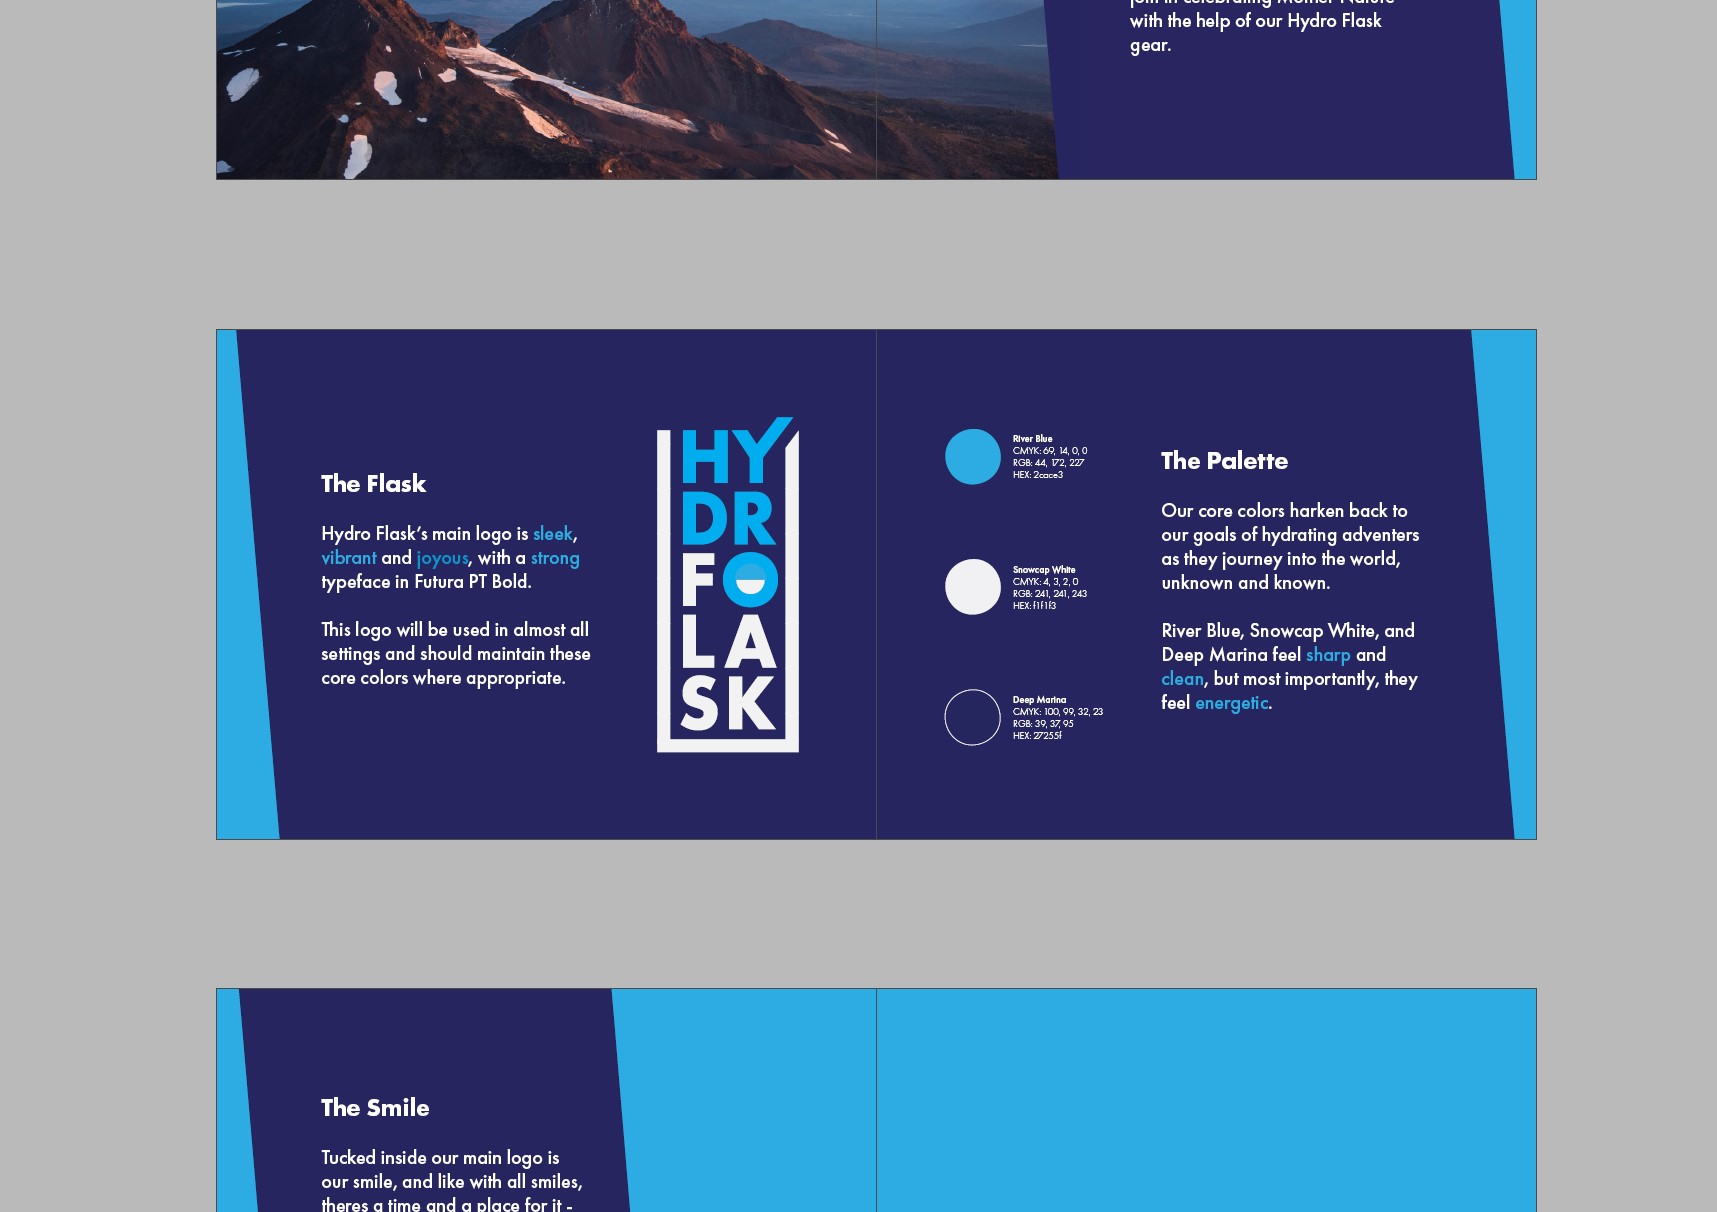 join in celebrating Mother Nature
with the help of our Hydro Flask
gear.
The Flask
Hydro Flask's main logo is sleek,
vibrant and joyous, with a strong
typeface in Futura PT Bold.
This logo will be used in almost all
settings and should maintain these
core colors where appropriate.
HY
DR
FO
LA
SK
River Blue
CMYK: 69, 14, 0, 0
RGB: 44, 172, 227
HEX: 2cace3
Snowcap White
CMYK: 4, 3, 2, 0
RGB: 241, 241, 243
HEX: f1f1f3
Deep Marina
CMYK: 100, 99, 32, 23
RGB: 39, 37, 95
HEX: 27255f
The Palette
Our core colors harken back to
our goals of hydrating adventers
as they journey into the world,
unknown and known.
River Blue, Snowcap White, and
Deep Marina feel sharp and
clean, but most importantly, they
feel energetic.
The Smile
Tucked inside our main logo is
our smile, and like with all smiles,
theres a time and a place for it -